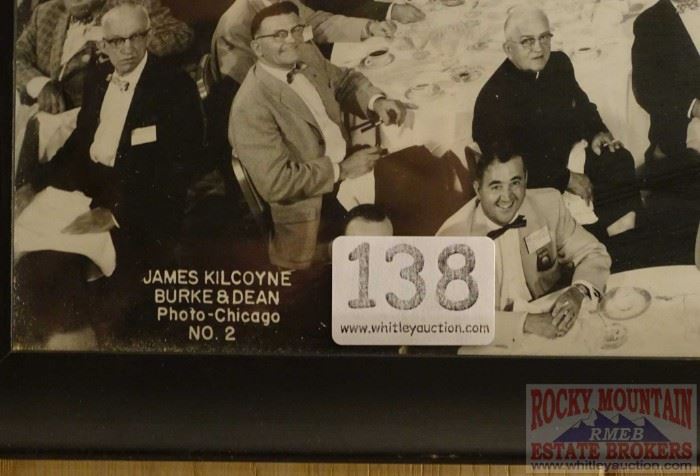 JAMES KILCOYNE
BURKE & DEAN
Photo-Chicago
NO. 2
138
www.whitleyauction.com
ROCKY MOUNTAIN
RMEB
ESTATE BROKERS
www.whitleyauction.com